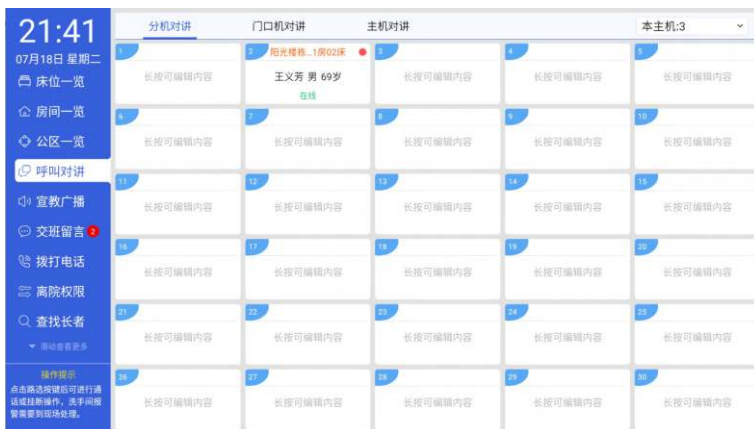 21:41
07月18日 星期二
床位一览
房间一览
公区一览
呼叫对讲
宣教广播
交班留言 2
拨打电话
离院权限
查找长者
滑动查看更多
操作提示
点击路选按键后可进行通
话或挂断操作，洗手间报
警需要到现场处理。
分机对讲 门口机对讲 主机对讲 本主机:3
1 2 阳光楼栋...1房02床 3 4 5
长按可编辑内容 王义芳 男 69岁 长按可编辑内容 长按可编辑内容 长按可编辑内容
在线
6 7 8 9 10
长按可编辑内容 长按可编辑内容 长按可编辑内容 长按可编辑内容 长按可编辑内容
11 12 13 14 15
长按可编辑内容 长按可编辑内容 长按可编辑内容 长按可编辑内容 长按可编辑内容
16 17 18 19 20
长按可编辑内容 长按可编辑内容 长按可编辑内容 长按可编辑内容 长按可编辑内容
21 22 23 24 25
长按可编辑内容 长按可编辑内容 长按可编辑内容 长按可编辑内容 长按可编辑内容
26 27 28 29 30
长按可编辑内容 长按可编辑内容 长按可编辑内容 长按可编辑内容 长按可编辑内容